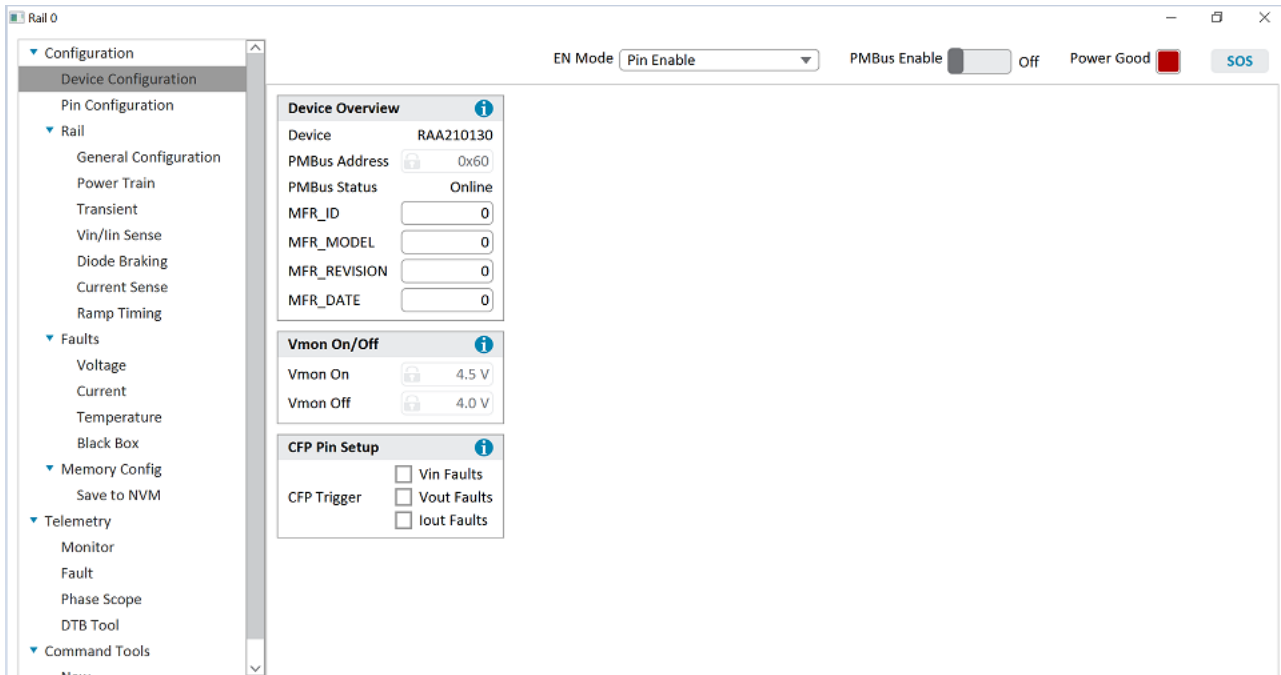 Rail 0
EN Mode Pin Enable PMBus Enable Off Power Good SOS
Configuration
Device Configuration
Pin Configuration
Rail
General Configuration
Power Train
Transient
Vin/Iin Sense
Diode Braking
Current Sense
Ramp Timing
Faults
Voltage
Current
Temperature
Black Box
Memory Config
Save to NVM
Telemetry
Monitor
Fault
Phase Scope
DTB Tool
Command Tools
Device Overview
Device RAA210130
PMBus Address 0x60
PMBus Status Online
MFR_ID 0
MFR_MODEL 0
MFR_REVISION 0
MFR_DATE 0
Vmon On/Off
Vmon On 4.5 V
Vmon Off 4.0 V
CFP Pin Setup
Vin Faults
CFP Trigger Vout Faults
Iout Faults